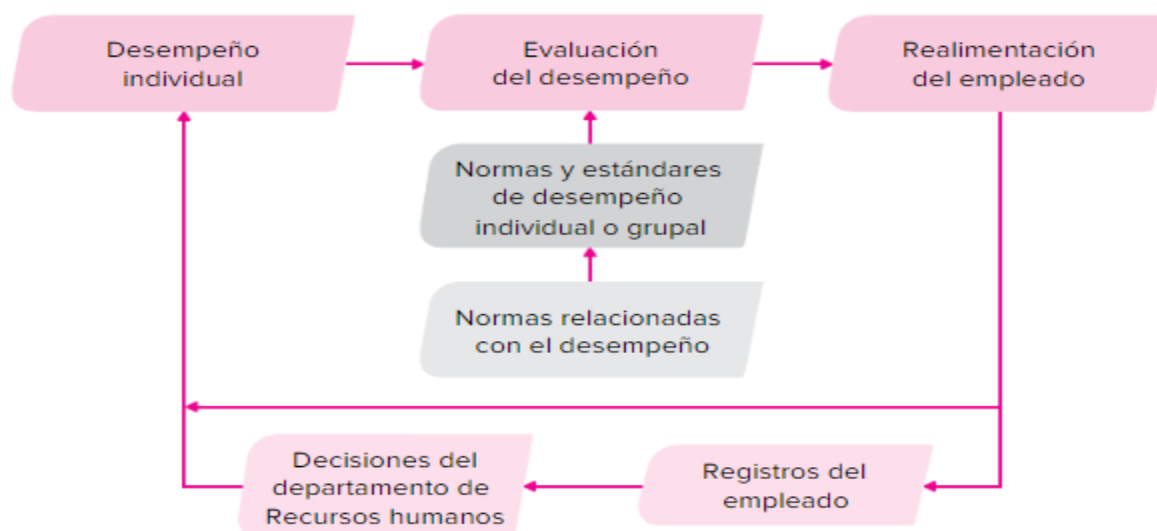 Desempeño
individual
Evaluación
del desempeño
Realimentación
del empleado
Normas y estándares
de desempeño
individual o grupal
Normas relacionadas
con el desempeño
Decisiones del
departamento de
Recursos humanos
Registros del
empleado